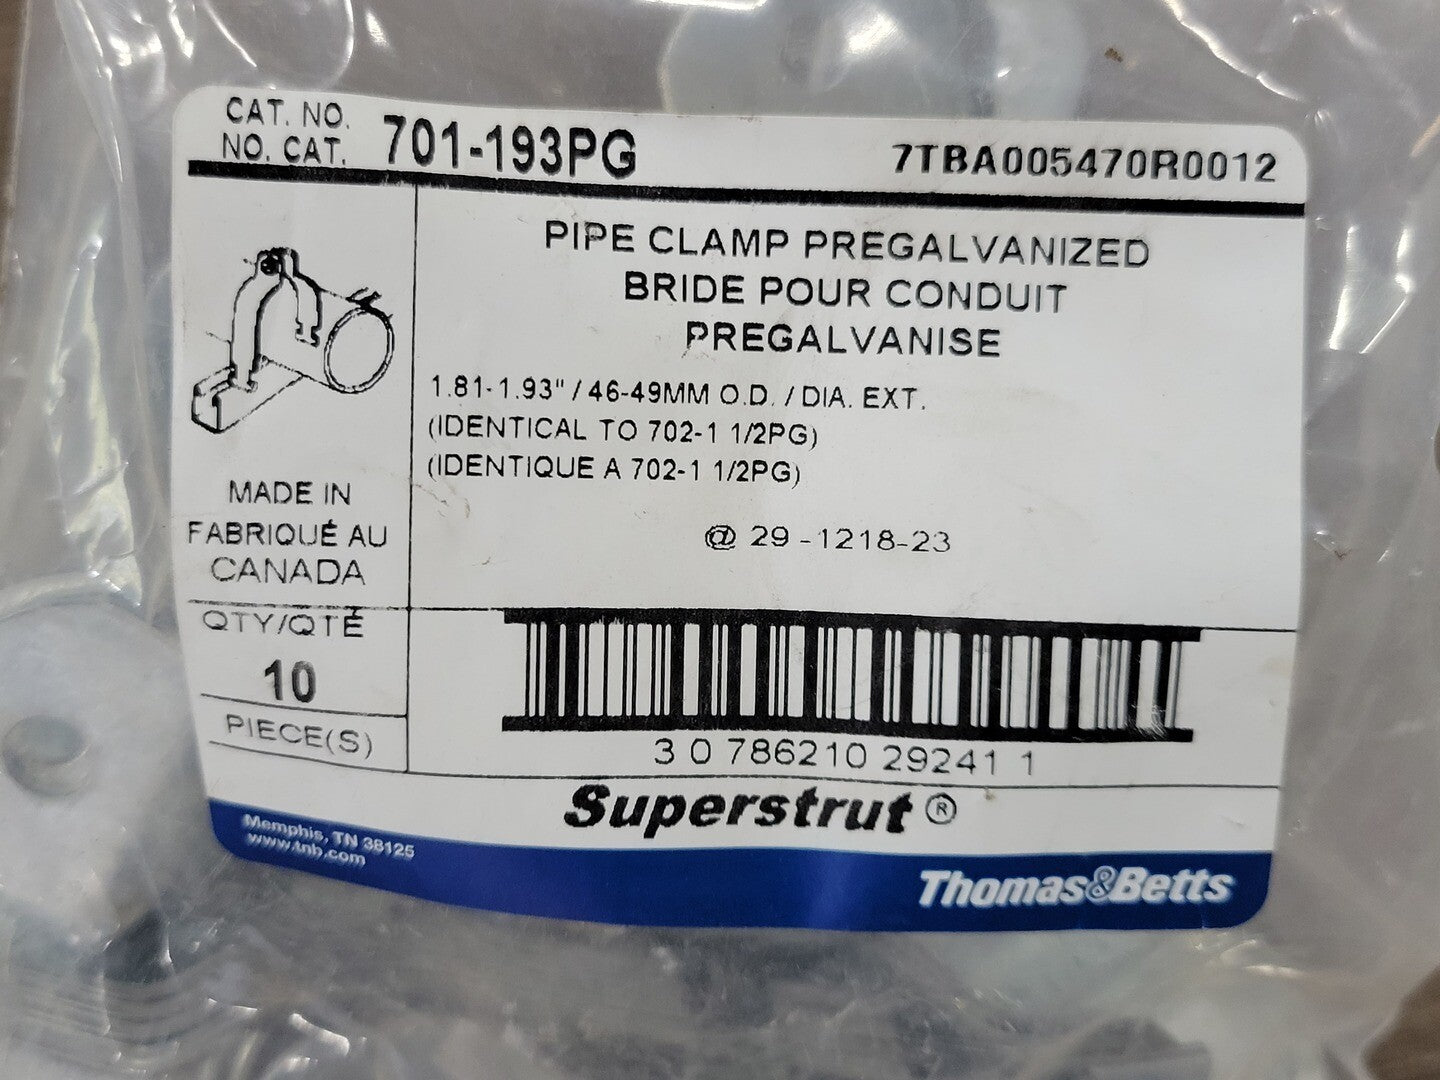 CAT. NO.
NO. CAT.
701-193PG
7TBA005470R0012
PIPE CLAMP PREGALVANIZED
BRIDE POUR CONDUIT
PREGALVANISE
1.81-1.93" / 46-49MM O.D. / DIA. EXT.
(IDENTICAL TO 702-1 1/2PG)
(IDENTIQUE A 702-1 1/2PG)
@ 29-1218-23
MADE IN
FABRIQUÉ AU
CANADA
QTY/QTÉ
10
PIECE(S)
3 0 786210 29241 1
Superstrut®
Memphis, TN 38125
www.tnb.com
Thomas&Betts